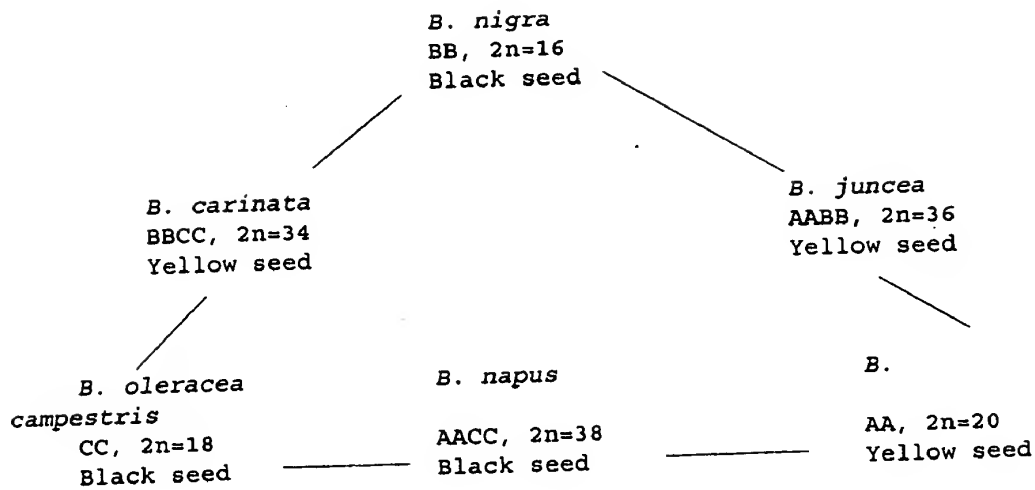 B. nigra
BB, 2n=16
Black seed
B. carinata
BBCC, 2n=34
Yellow seed
B. juncea
AABB, 2n=36
Yellow seed
B. oleracea
campestris
CC, 2n=18
Black seed
B. napus
AACC, 2n=38
Black seed
B.
AA, 2n=20
Yellow seed